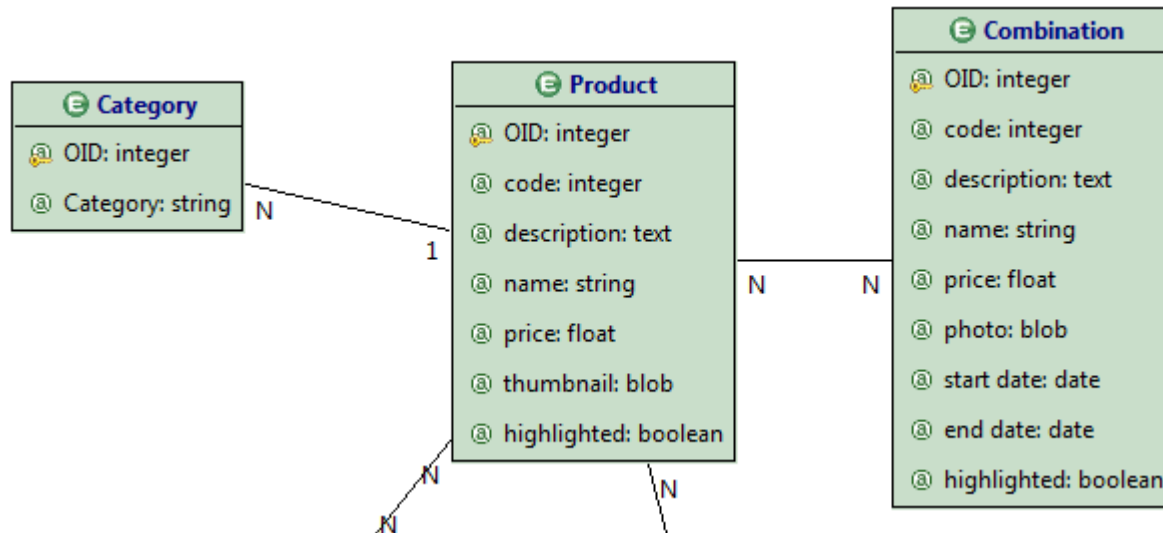 Category
OID: integer
Category: string
N
1
Product
OID: integer
code: integer
description: text
name: string
price: float
thumbnail: blob
highlighted: boolean
N
N
Combination
OID: integer
code: integer
description: text
name: string
price: float
photo: blob
start date: date
end date: date
highlighted: boolean
N
N
N